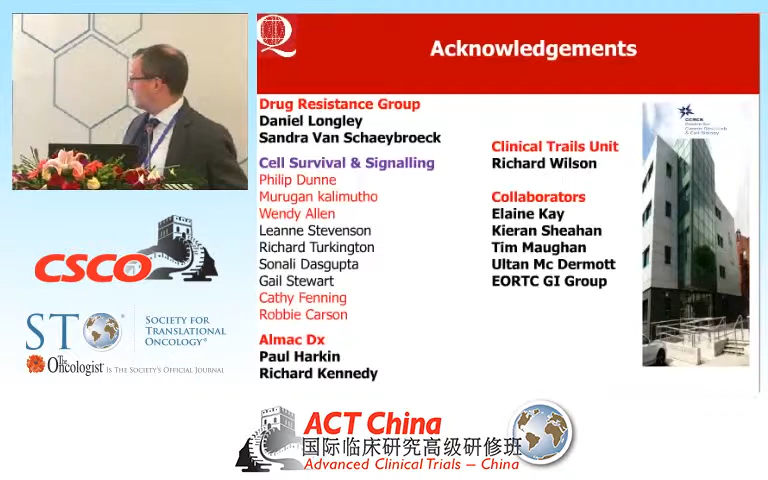 Acknowledgements
Drug Resistance Group
Daniel Longley
Sandra Van Schaeybroeck
Cell Survival & Signalling
Philip Dunne
Murugan kalimutho
Wendy Allen
Leanne Stevenson
Richard Turkington
Sonali Dasgupta
Gail Stewart
Cathy Fenning
Robbie Carson
Almac Dx
Paul Harkin
Richard Kennedy
Clinical Trails Unit
Richard Wilson
Collaborators
Elaine Kay
Kieran Sheahan
Tim Maughan
Ultan Mc Dermott
EORTC GI Group
CSCO
STO
SOCIETY FOR
TRANSLATIONAL
ONCOLOGY®
The Oncologist® IS THE SOCIETY'S OFFICIAL JOURNAL
ACT China
国际临床研究高级研修班
Advanced Clinical Trials – China